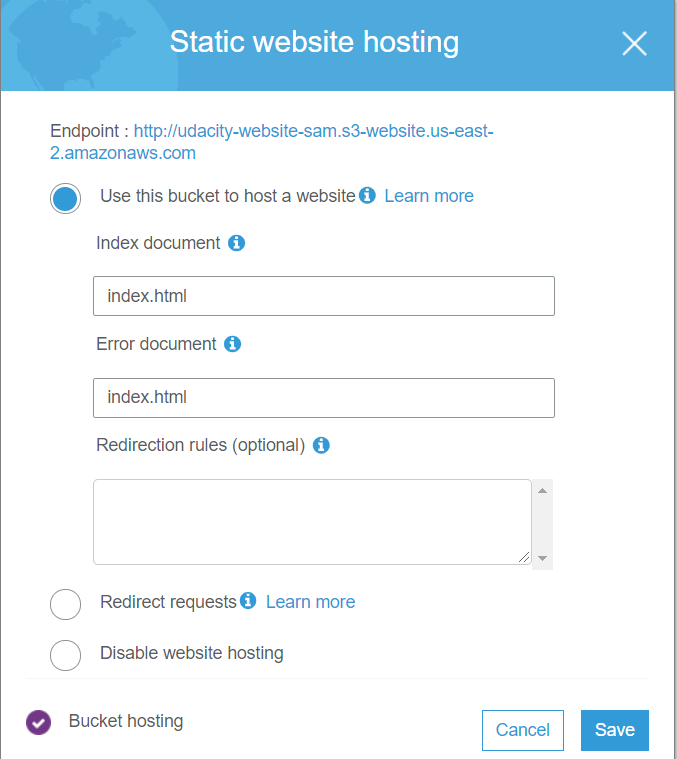 Static website hosting
Endpoint : http://udacity-website-sam.s3-website.us-east-
2.amazonaws.com
Use this bucket to host a website Learn more
Index document
index.html
Error document
index.html
Redirection rules (optional)
Redirect requests Learn more
Disable website hosting
Bucket hosting
Cancel Save